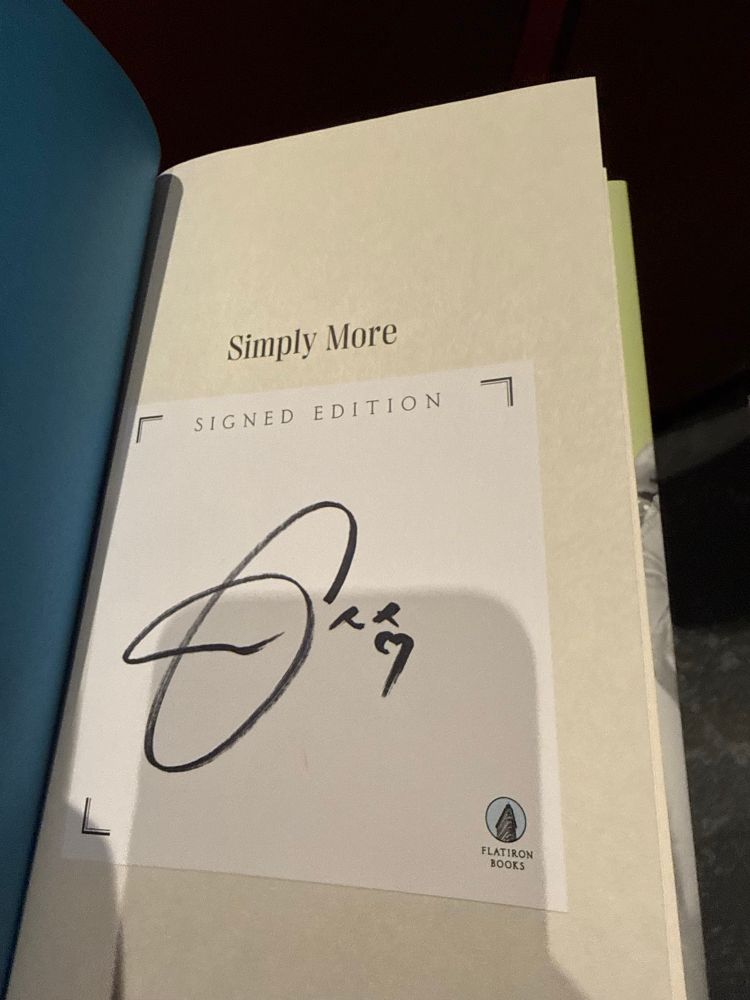 Simply More
SIGNED EDITION
FLATIRON
BOOKS